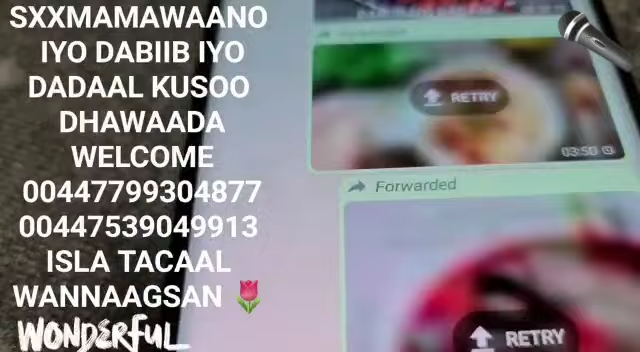 SXXMAMAWAANO
IYO DABIIB IYO
DADAAL KUSOO
DHAWAADA
WELCOME
00447799304877
00447539049913
ISLA TACAAL
WANNAAGSAN 🌷
WONDERFUL
RETRY
03:50
Forwarded
RETRY